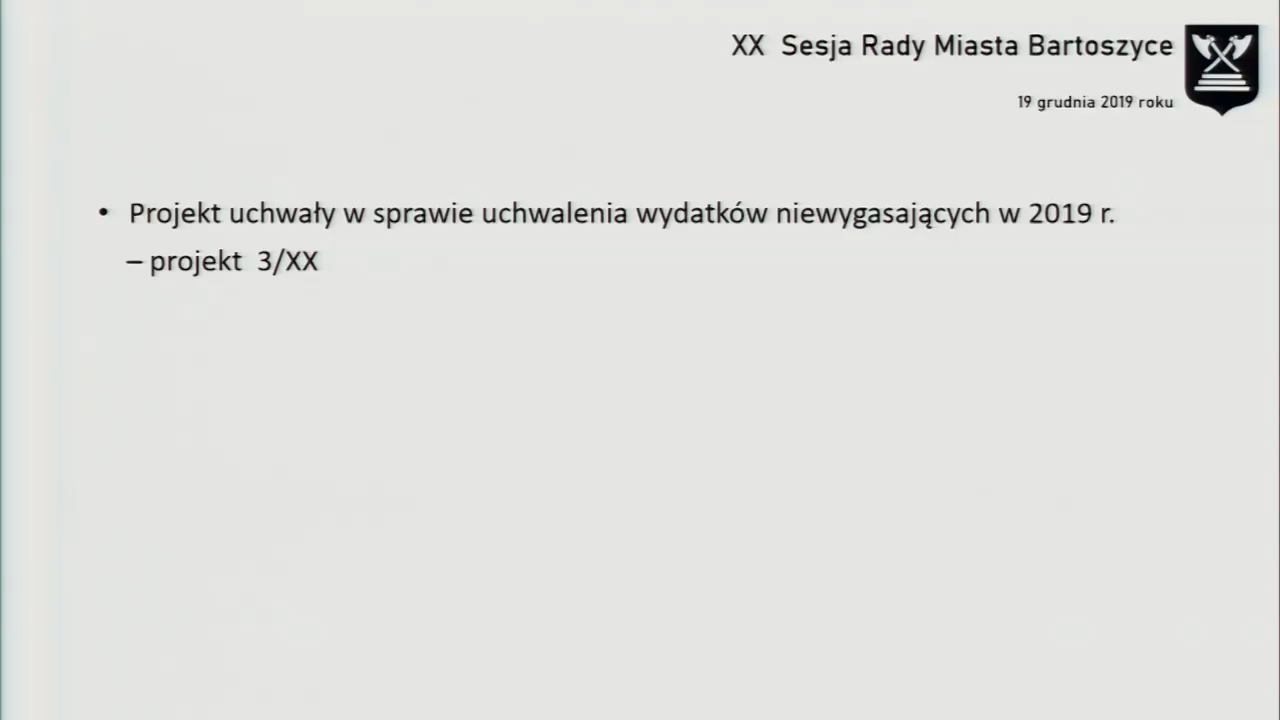 XX Sesja Rady Miasta Bartoszyce
19 grudnia 2019 roku
• Projekt uchwały w sprawie uchwalenia wydatków niewygasających w 2019 r.
– projekt 3/XX